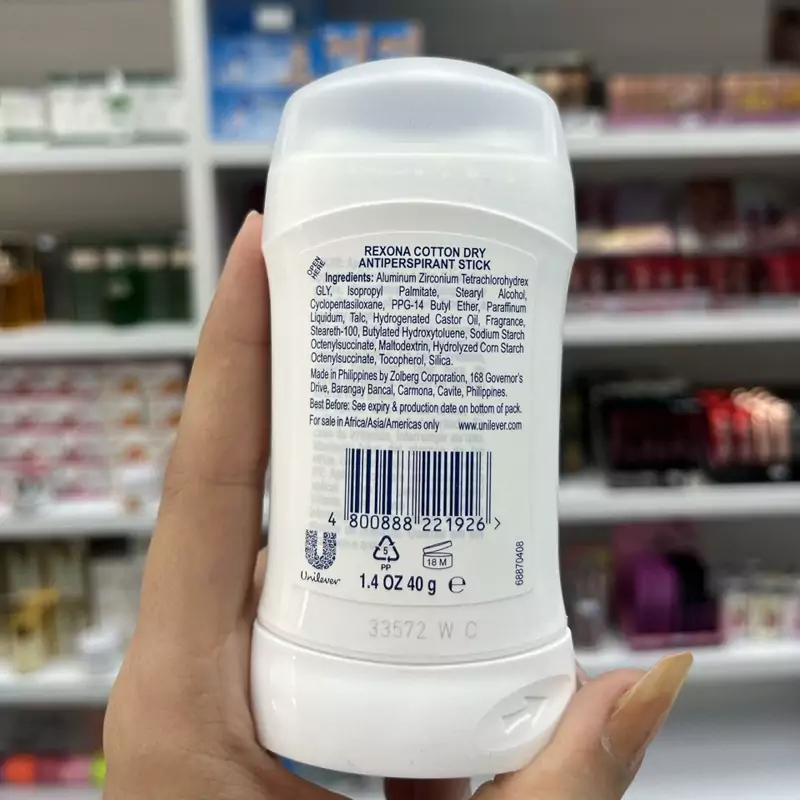 REXONA COTTON DRY
ANTIPERSPIRANT STICK
OPEN
HERE
Ingredients: Aluminum Zirconium Tetrachlorohydrex
GLY, Isopropyl Palmitate, Stearyl Alcohol,
Cyclopentasiloxane, PPG-14 Butyl Ether, Paraffinum
Liquidum, Talc, Hydrogenated Castor Oil, Fragrance,
Steareth-100, Butylated Hydroxytoluene, Sodium Starch
Octenylsuccinate, Maltodextrin, Hydrolyzed Corn Starch
Octenylsuccinate, Tocopherol, Silica.
Made in Philippines by Zolberg Corporation, 168 Governor's
Drive, Barangay Bancal, Carmona, Cavite, Philippines.
Best Before: See expiry & production date on bottom of pack.
For sale in Africa/Asia/Americas only www.unilever.com
4 800888 221926 >
5
PP
18 M
Unilever
1.4 OZ 40 g e
68870408
33572 W C